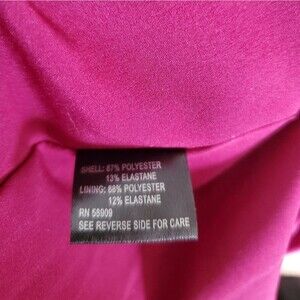 SHELL: 87% POLYESTER
13% ELASTANE
LINING: 88% POLYESTER
12% ELASTANE
RN 58909
SEE REVERSE SIDE FOR CARE